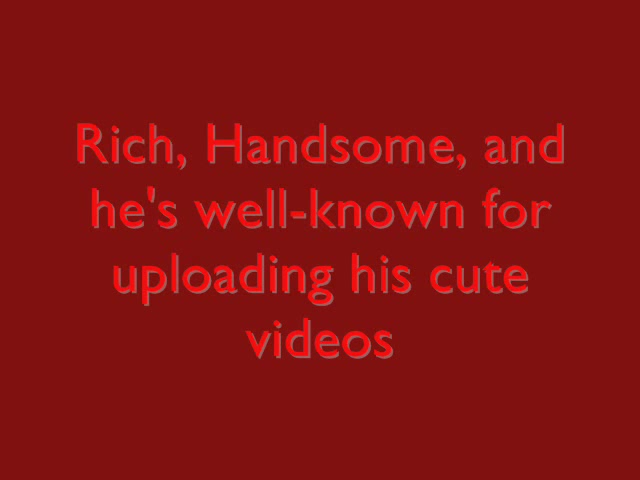 Rich, Handsome, and
he's well-known for
uploading his cute
videos